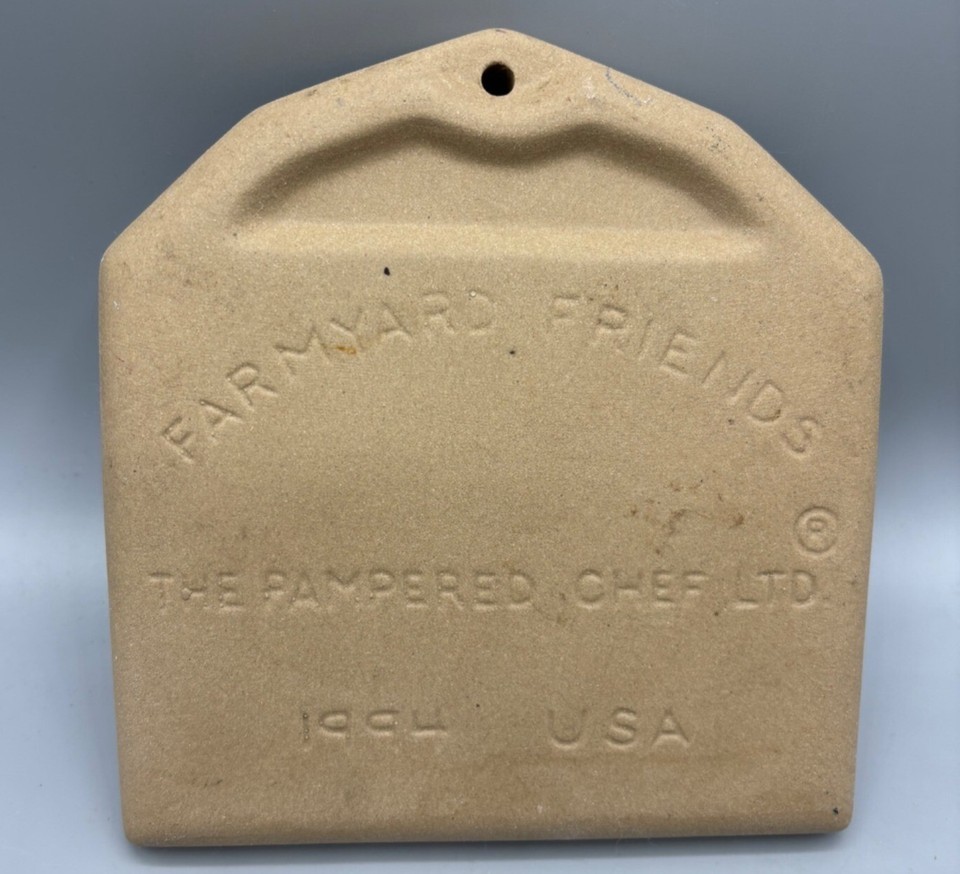 FARMYARD FRIENDS
®
THE PAMPERED CHEF LTD.
1994 USA